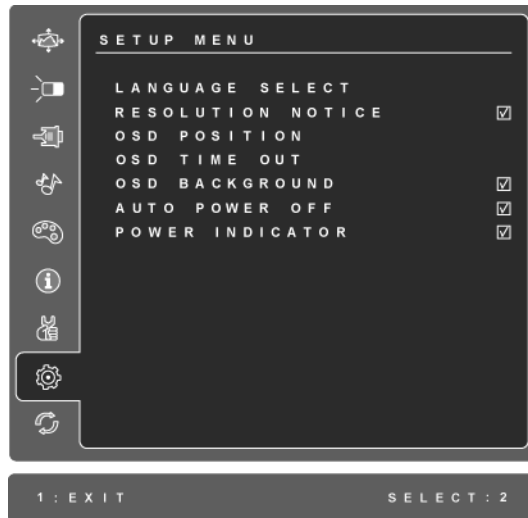 SETUP MENU
LANGUAGE SELECT
RESOLUTION NOTICE
OSD POSITION
OSD TIME OUT
OSD BACKGROUND
AUTO POWER OFF
POWER INDICATOR
1:EXIT SELECT:2